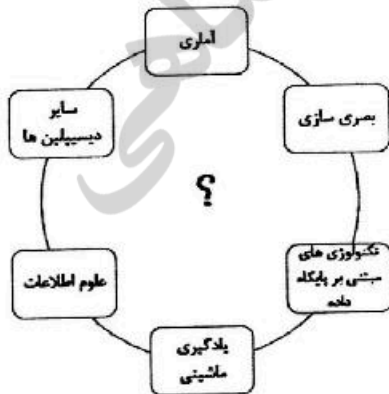 آماری
بصری سازی
سایر
دیسیپلین ها
؟
تکنولوژی های
مبتنی بر پایگاه
داده
علوم اطلاعات
یادگیری
ماشینی